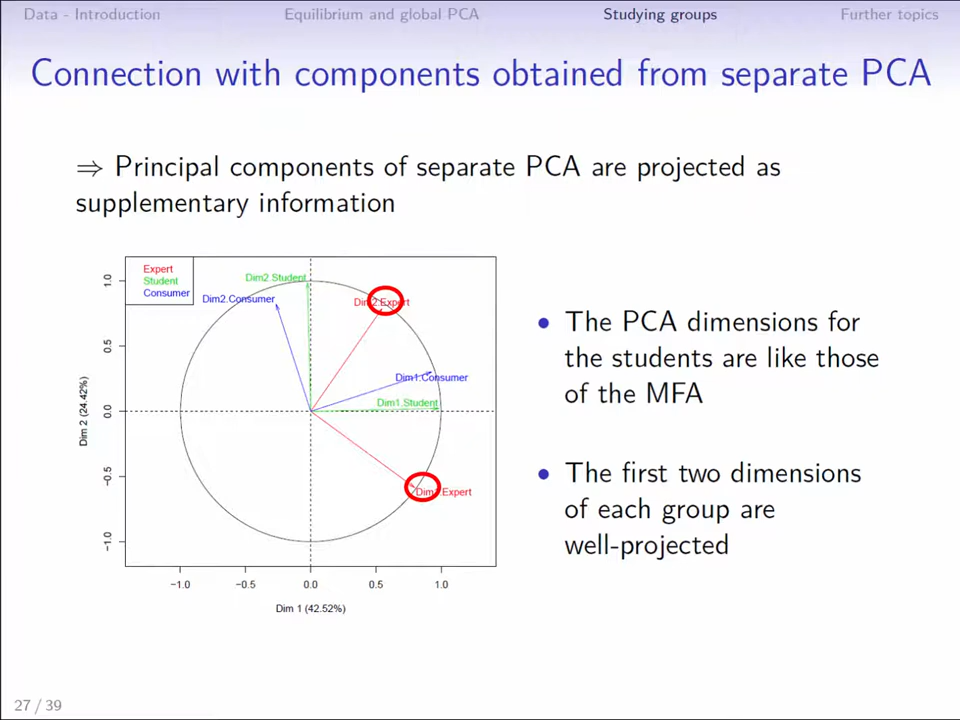 Data - Introduction Equilibrium and global PCA Studying groups Further topics
Connection with components obtained from separate PCA
⇒ Principal components of separate PCA are projected as
supplementary information
Expert
Student
Consumer
Dim2.Student
Dim2.Consumer
Dim2.Expert
Dim1.Consumer
Dim1.Student
Dim1.Expert
1.0
0.5
0.0
−0.5
−1.0
Dim 2 (24.42%)
−1.0 −0.5 0.0 0.5 1.0
Dim 1 (42.52%)
• The PCA dimensions for
the students are like those
of the MFA
• The first two dimensions
of each group are
well-projected
27 / 39